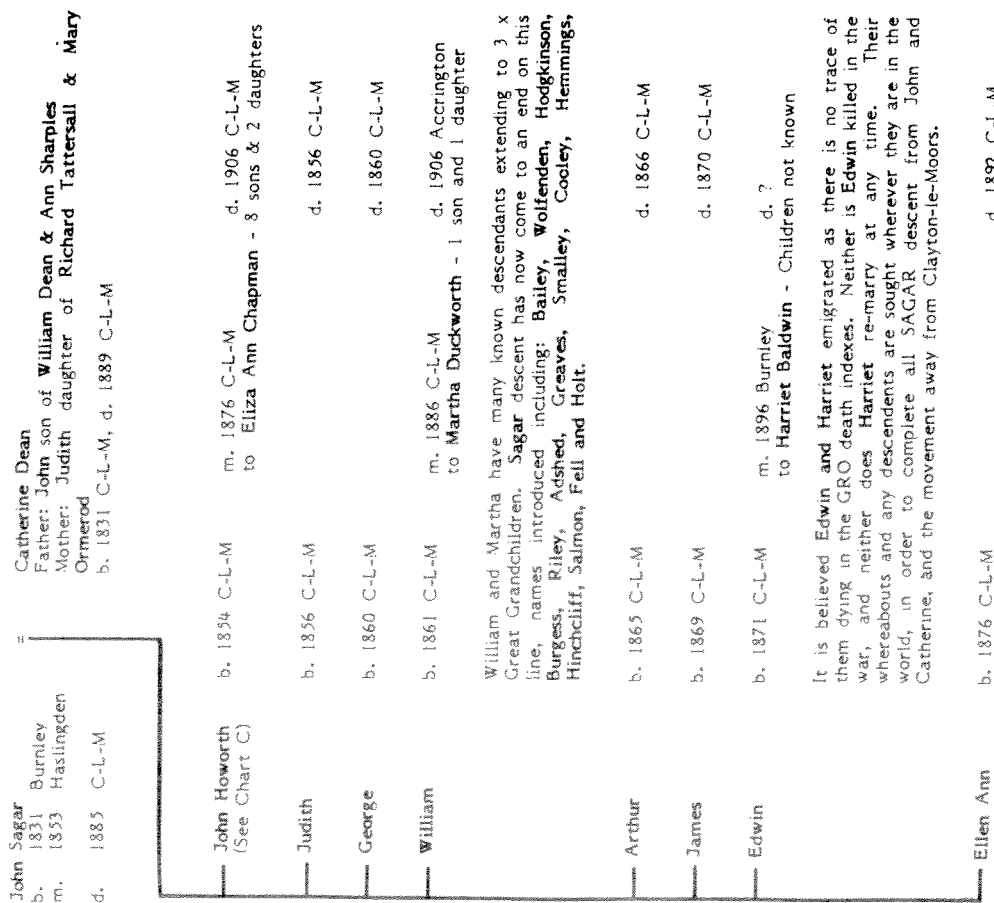 John Sagar
b. 1831 Burnley
m. 1853 Haslingden
d. 1885 C-L-M
=
Catherine Dean
Father: John son of William Dean & Ann Sharples
Mother: Judith daughter of Richard Tattersall & Mary
Ormerod
b. 1831 C-L-M, d. 1889 C-L-M
John Howorth b. 1854 C-L-M m. 1876 C-L-M d. 1906 C-L-M
(See Chart C) to Eliza Ann Chapman - 8 sons & 2 daughters
Judith b. 1856 C-L-M d. 1856 C-L-M
George b. 1860 C-L-M d. 1860 C-L-M
William b. 1861 C-L-M m. 1886 C-L-M d. 1906 Accrington
to Martha Duckworth - 1 son and 1 daughter
William and Martha have many known descendants extending to 3 x
Great Grandchildren. Sagar descent has now come to an end on this
line, names introduced including: Bailey, Wolfenden, Hodgkinson,
Burgess, Riley, Adshed, Greaves, Smalley, Cooley, Hemmings,
Hinchcliff, Salmon, Fell and Holt.
Arthur b. 1865 C-L-M d. 1866 C-L-M
James b. 1869 C-L-M d. 1870 C-L-M
Edwin b. 1871 C-L-M m. 1896 Burnley d. ?
to Harriet Baldwin - Children not known
It is believed Edwin and Harriet emigrated as there is no trace of
them dying in the GRO death indexes. Neither is Edwin killed in the
war, and neither does Harriet re-marry at any time. Their
whereabouts and any descendents are sought wherever they are in the
world, in order to complete all SAGAR descent from John and
Catherine, and the movement away from Clayton-le-Moors.
Ellen Ann b. 1876 C-L-M d. 1892 C-L-M